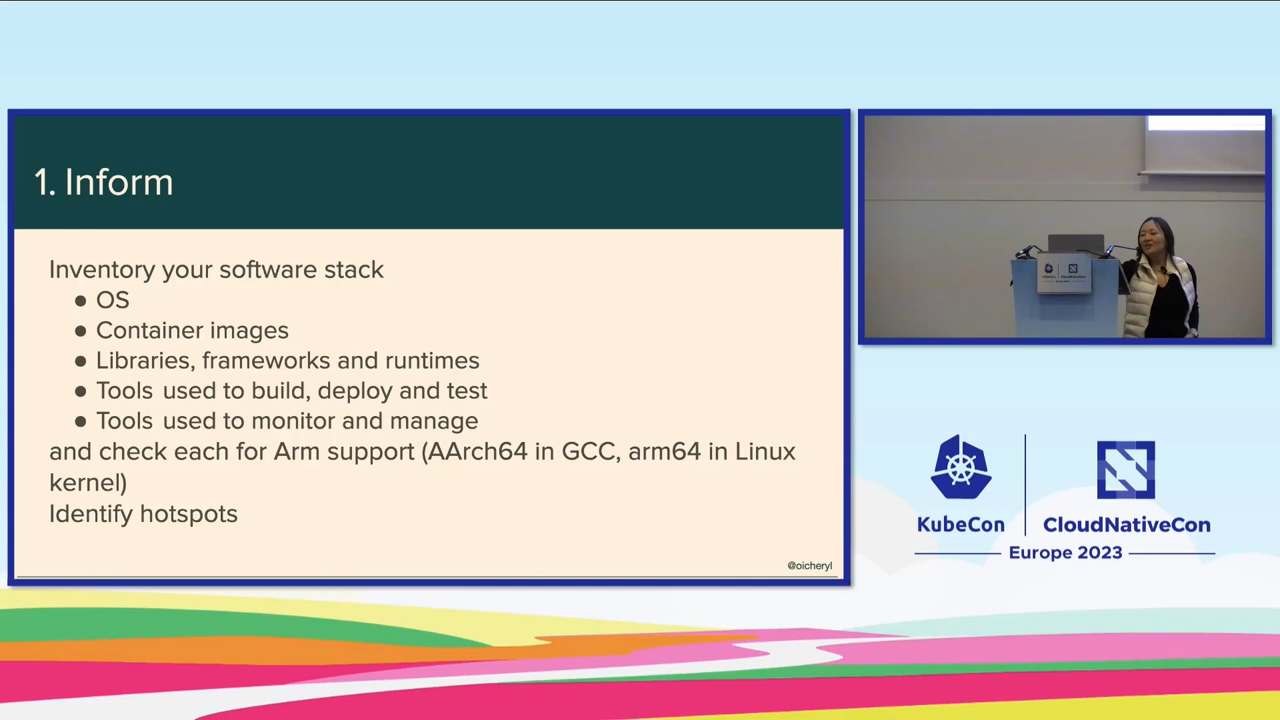 1. Inform
Inventory your software stack
● OS
● Container images
● Libraries, frameworks and runtimes
● Tools used to build, deploy and test
● Tools used to monitor and manage
and check each for Arm support (AArch64 in GCC, arm64 in Linux
kernel)
Identify hotspots
@oicheryl
KubeCon
CloudNativeCon
Europe 2023